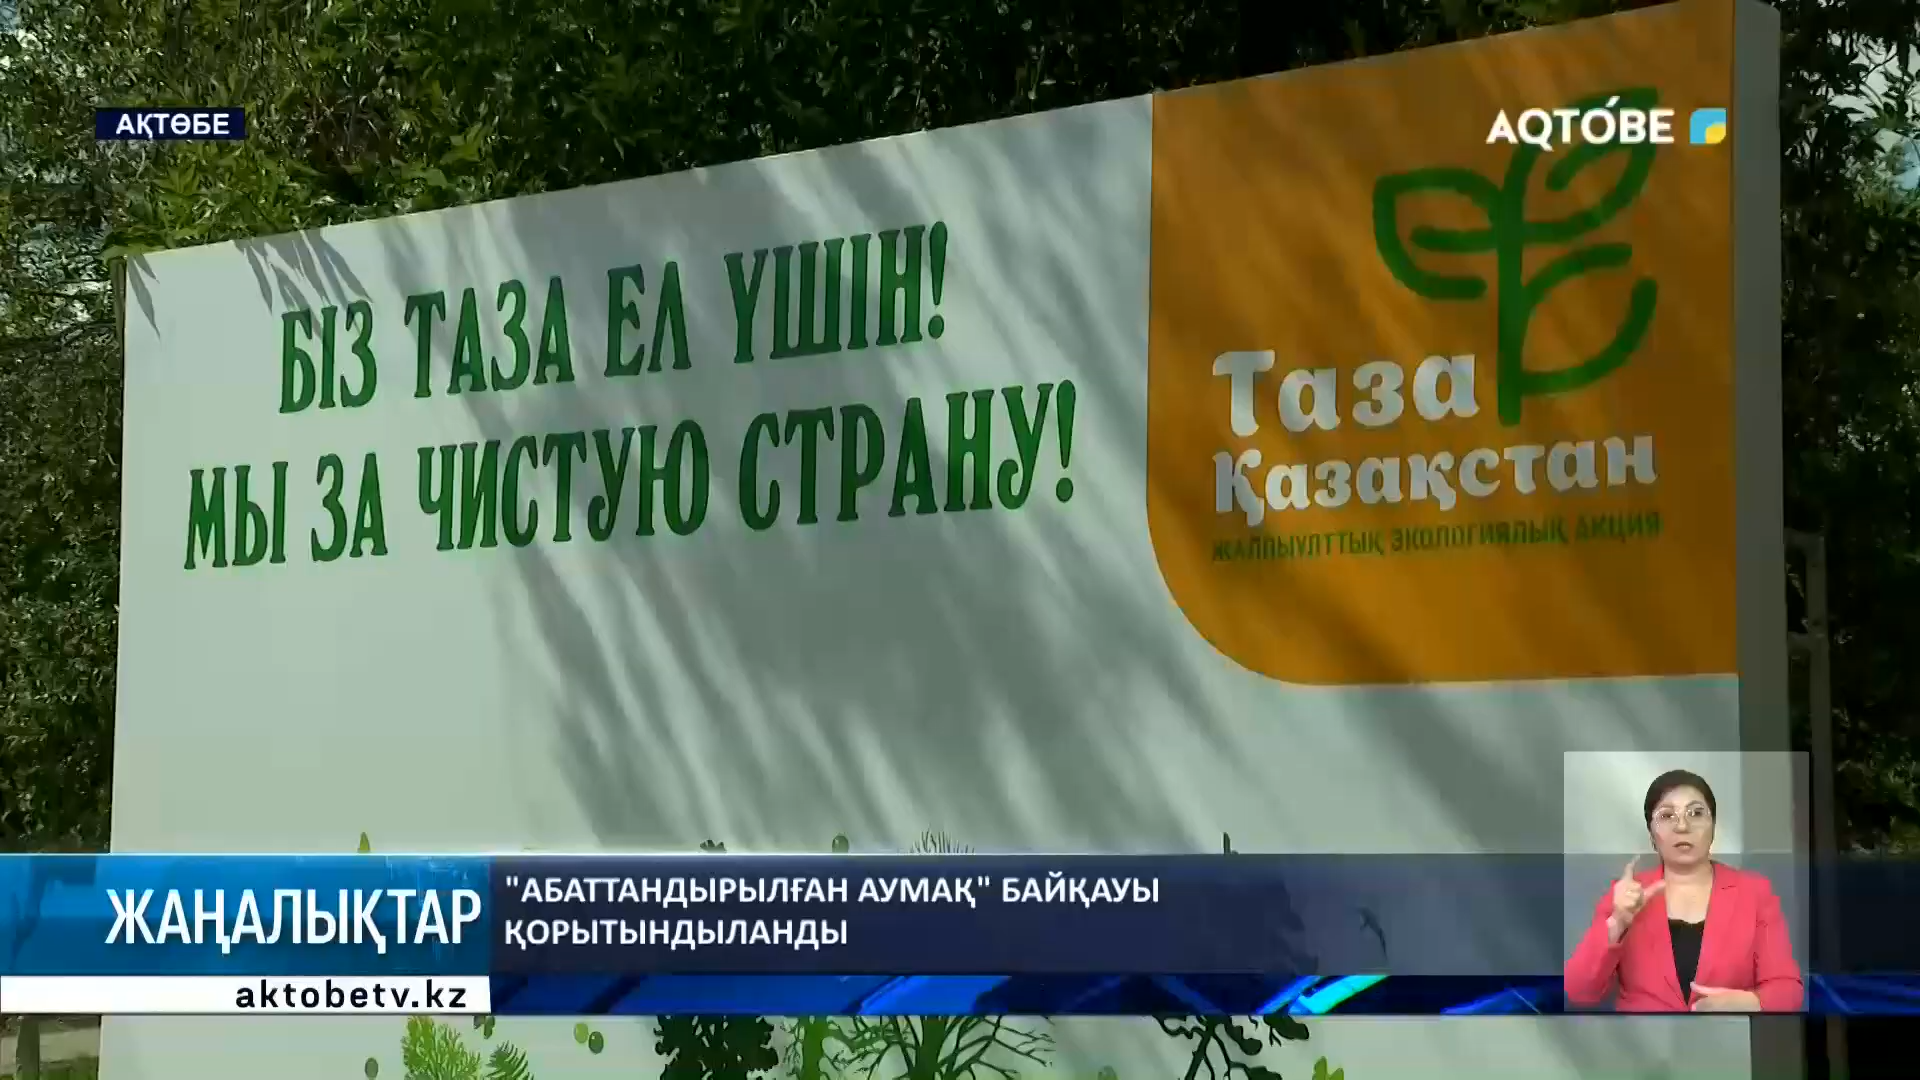 АҚТӨБЕ
AQTÓBE
БІЗ ТАЗА ЕЛ ҮШІН!
МЫ ЗА ЧИСТУЮ СТРАНУ!
Таза
Қазақстан
ЖАЛПЫҰЛТТЫҚ ЭКОЛОГИЯЛЫҚ АКЦИЯ
ЖАҢАЛЫҚТАР
"АБАТТАНДЫРЫЛҒАН АУМАҚ" БАЙҚАУЫ
ҚОРЫТЫНДЫЛАНДЫ
aktobetv.kz